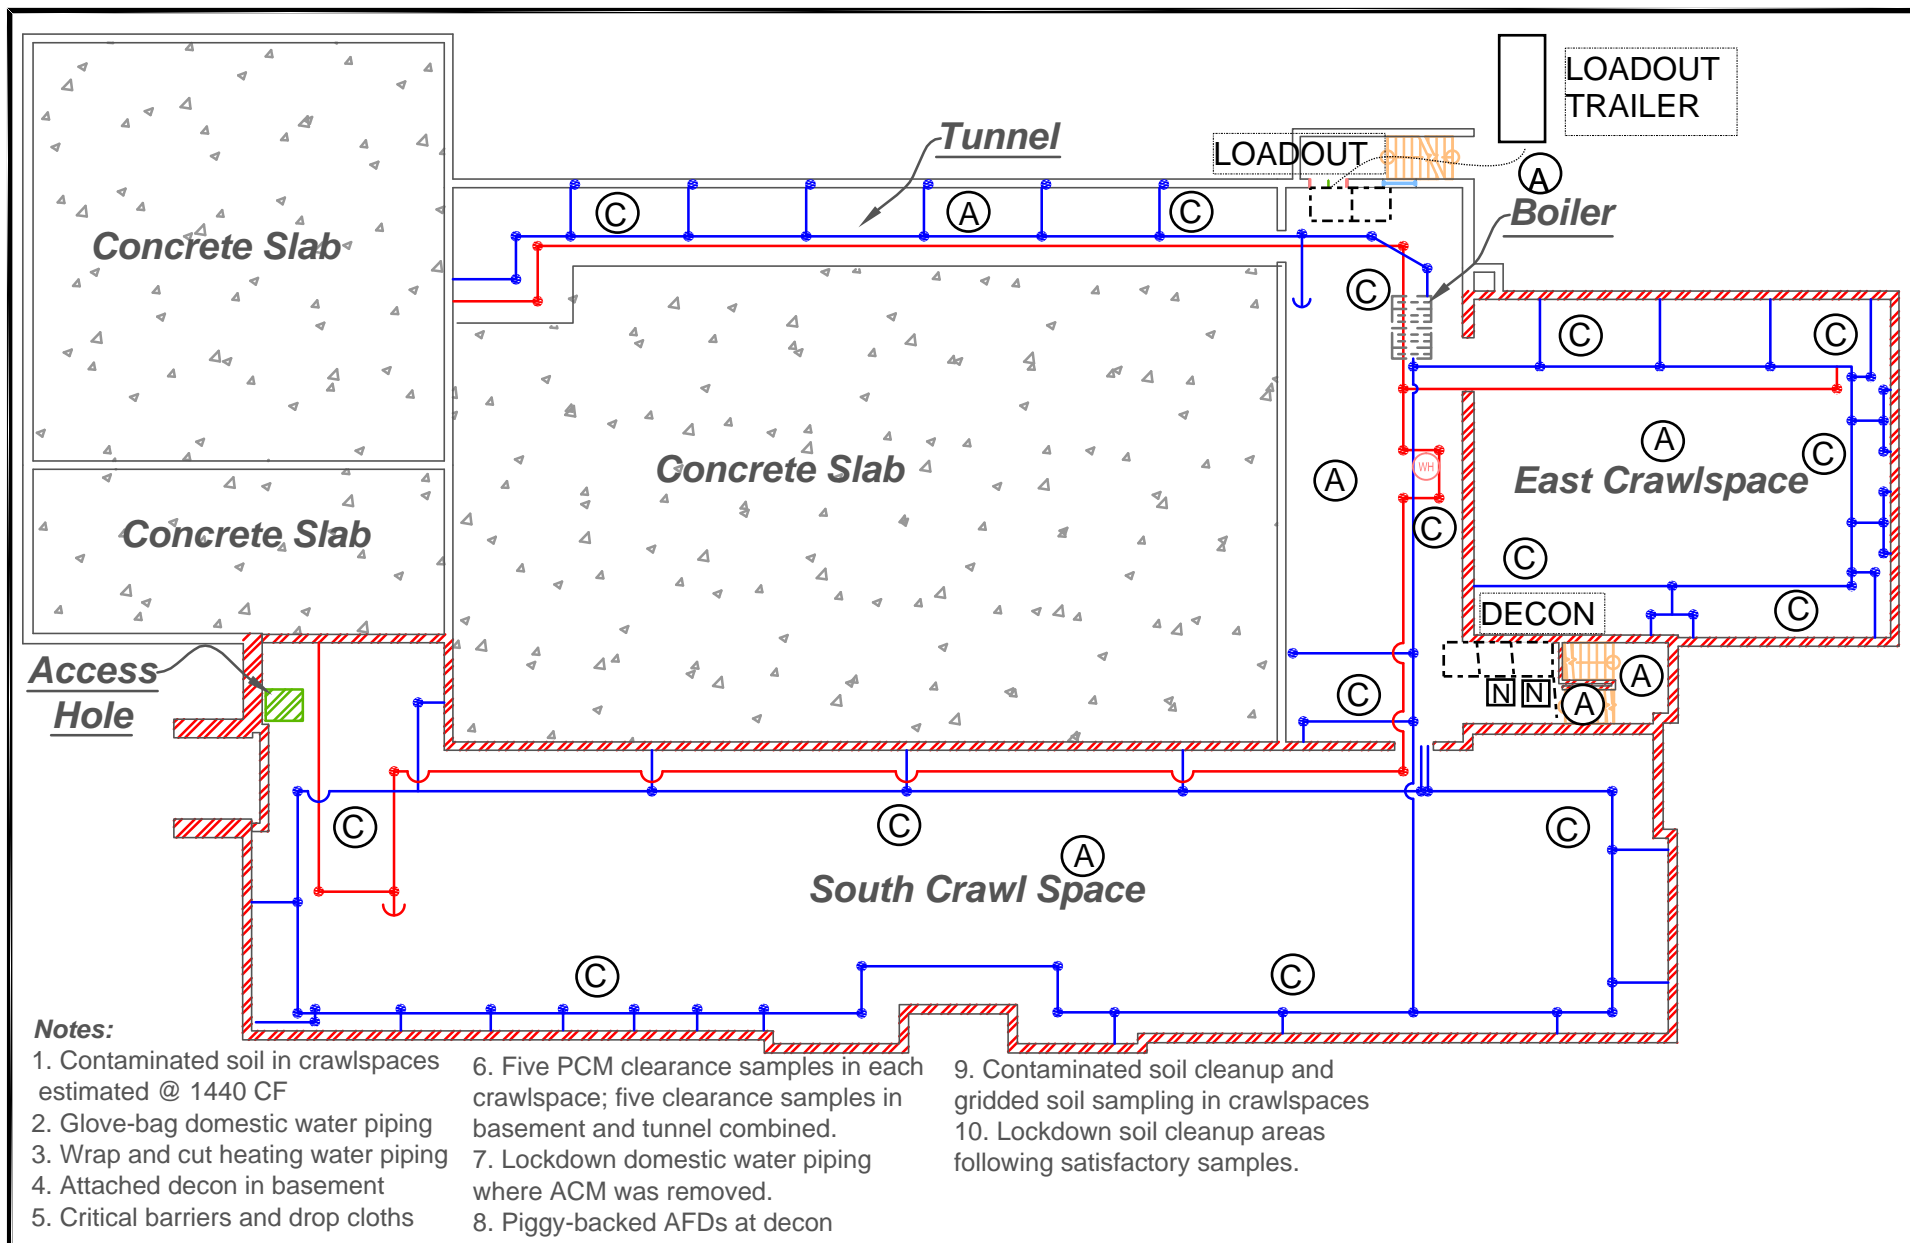 LOADOUT
TRAILER
Tunnel
LOADOUT
A
Boiler
C
A
C
Concrete Slab
C
C
C
A
C
East Crawlspace
Concrete Slab
A
WH
C
Concrete Slab
C
DECON
C
Access
Hole
C
N
N
A
A
C
C
C
A
South Crawl Space
C
C
Notes:
1. Contaminated soil in crawlspaces
estimated @ 1440 CF
2. Glove-bag domestic water piping
3. Wrap and cut heating water piping
4. Attached decon in basement
5. Critical barriers and drop cloths
6. Five PCM clearance samples in each
crawlspace; five clearance samples in
basement and tunnel combined.
7. Lockdown domestic water piping
where ACM was removed.
8. Piggy-backed AFDs at decon
9. Contaminated soil cleanup and
gridded soil sampling in crawlspaces
10. Lockdown soil cleanup areas
following satisfactory samples.